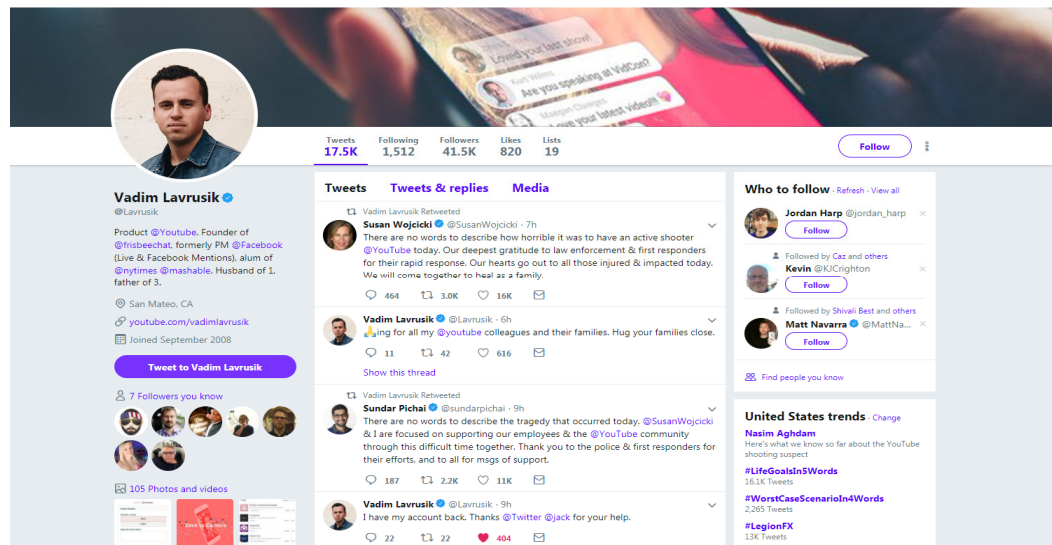 Loved your last show!
Kurt Wilms
Are you speaking at VidCon?
Maegan Clawges
Love your latest video!!!
Tweets Following Followers Likes Lists
17.5K 1,512 41.5K 820 19
Follow
Vadim Lavrusik
@Lavrusik
Product @Youtube. Founder of
@frisbeechat, formerly PM @Facebook
(Live & Facebook Mentions), alum of
@nytimes @mashable. Husband of 1,
father of 3.
San Mateo, CA
youtube.com/vadimlavrusik
Joined September 2008
Tweet to Vadim Lavrusik
7 Followers you know
105 Photos and videos
Tweets Tweets & replies Media
Vadim Lavrusik Retweeted
Susan Wojcicki @SusanWojcicki · 7h
There are no words to describe how horrible it was to have an active shooter
@YouTube today. Our deepest gratitude to law enforcement & first responders
for their rapid response. Our hearts go out to all those injured & impacted today.
We will come together to heal as a family.
464 3.0K 16K
Vadim Lavrusik @Lavrusik · 6h
🙏ing for all my @youtube colleagues and their families. Hug your families close.
11 42 616
Show this thread
Vadim Lavrusik Retweeted
Sundar Pichai @sundarpichai · 9h
There are no words to describe the tragedy that occurred today. @SusanWojcicki
& I are focused on supporting our employees & the @YouTube community
through this difficult time together. Thank you to the police & first responders for
their efforts, and to all for msgs of support.
187 2.2K 11K
Vadim Lavrusik @Lavrusik · 9h
I have my account back. Thanks @Twitter @jack for your help.
22 22 404
Who to follow · Refresh · View all
Jordan Harp @jordan_harp ×
Follow
Followed by Caz and others
Kevin @KJCrighton ×
Follow
Followed by Shivali Best and others
Matt Navarra @MattNa... ×
Follow
Find people you know
United States trends · Change
Nasim Aghdam
Here's what we know so far about the YouTube
shooting suspect
#LifeGoalsIn5Words
16.1K Tweets
#WorstCaseScenarioIn4Words
2,265 Tweets
#LegionFX
13K Tweets